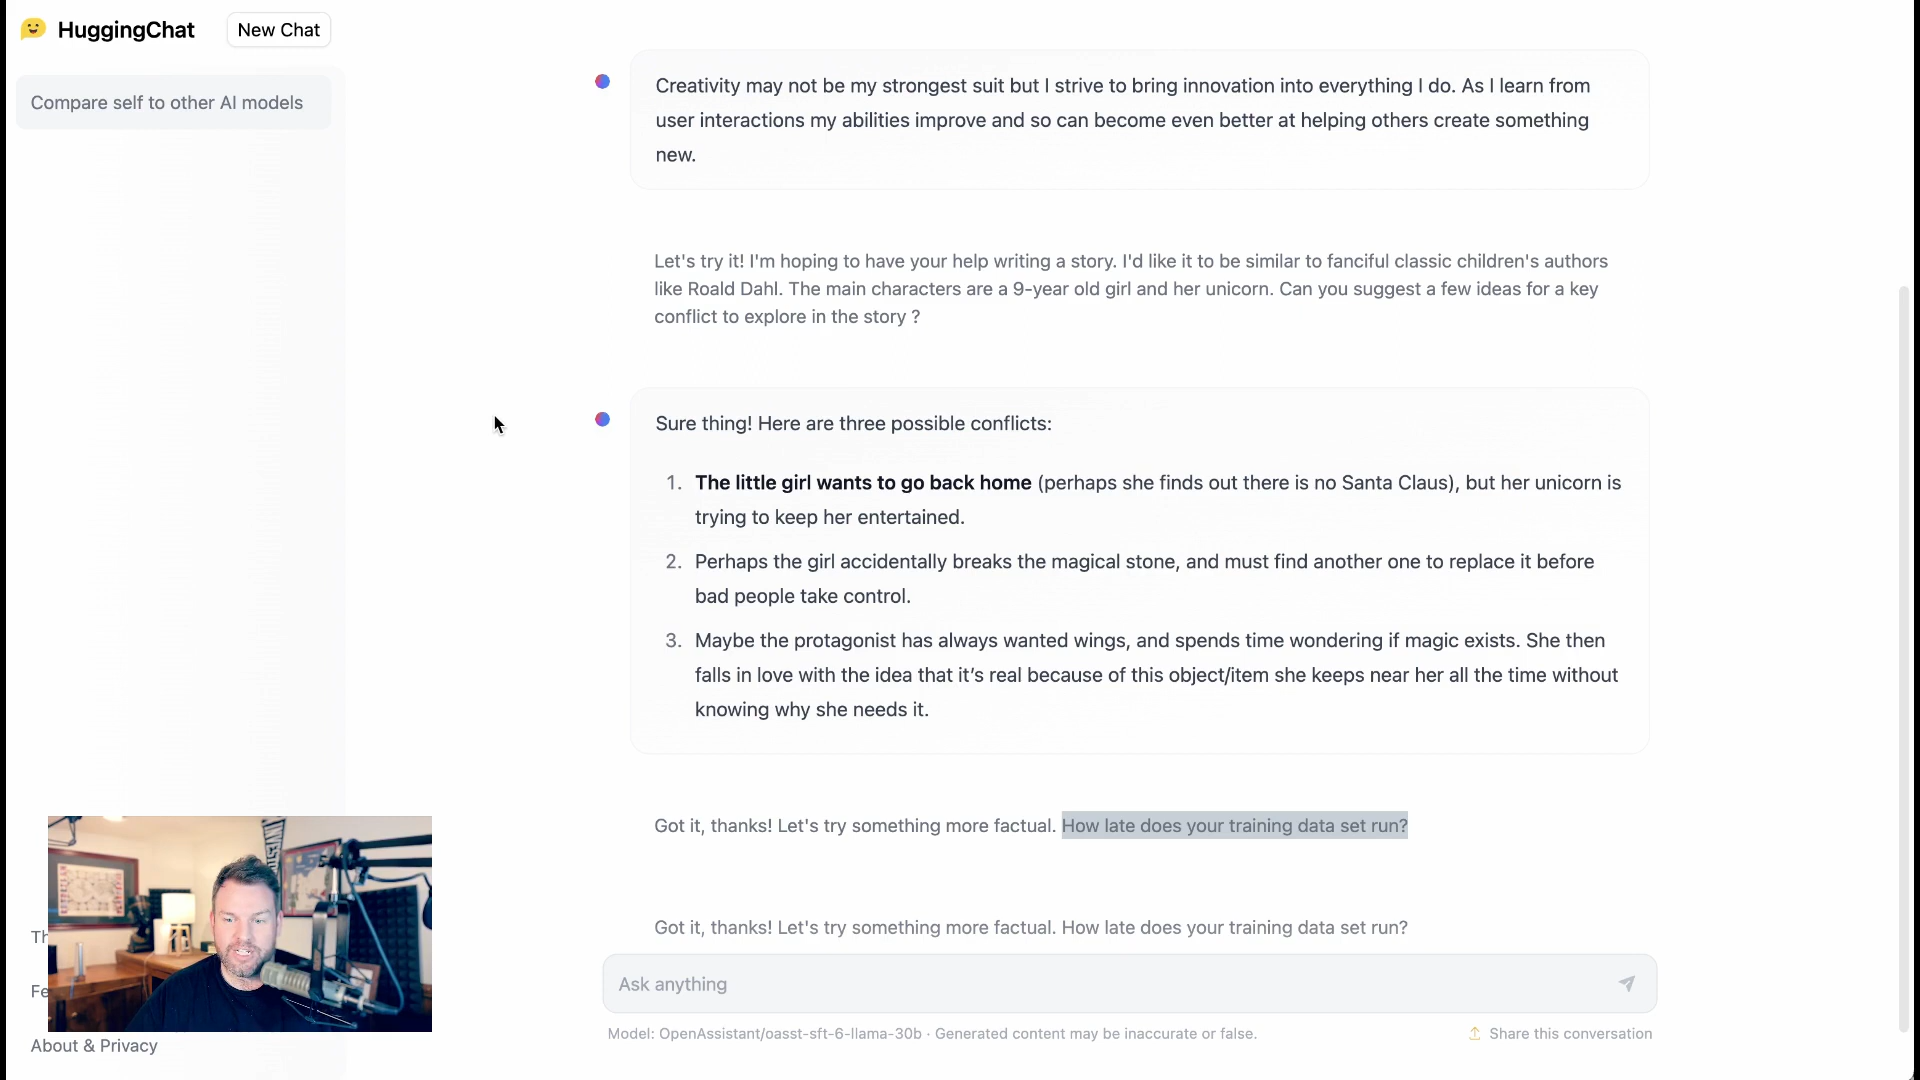 HuggingChat
New Chat
Compare self to other AI models
Creativity may not be my strongest suit but I strive to bring innovation into everything I do. As I learn from
user interactions my abilities improve and so can become even better at helping others create something
new.
Let's try it! I'm hoping to have your help writing a story. I'd like it to be similar to fanciful classic children's authors
like Roald Dahl. The main characters are a 9-year old girl and her unicorn. Can you suggest a few ideas for a key
conflict to explore in the story ?
Sure thing! Here are three possible conflicts:
1. The little girl wants to go back home (perhaps she finds out there is no Santa Claus), but her unicorn is
trying to keep her entertained.
2. Perhaps the girl accidentally breaks the magical stone, and must find another one to replace it before
bad people take control.
3. Maybe the protagonist has always wanted wings, and spends time wondering if magic exists. She then
falls in love with the idea that it’s real because of this object/item she keeps near her all the time without
knowing why she needs it.
Got it, thanks! Let's try something more factual. How late does your training data set run?
Got it, thanks! Let's try something more factual. How late does your training data set run?
Ask anything
Model: OpenAssistant/oasst-sft-6-llama-30b · Generated content may be inaccurate or false.
Share this conversation
About & Privacy